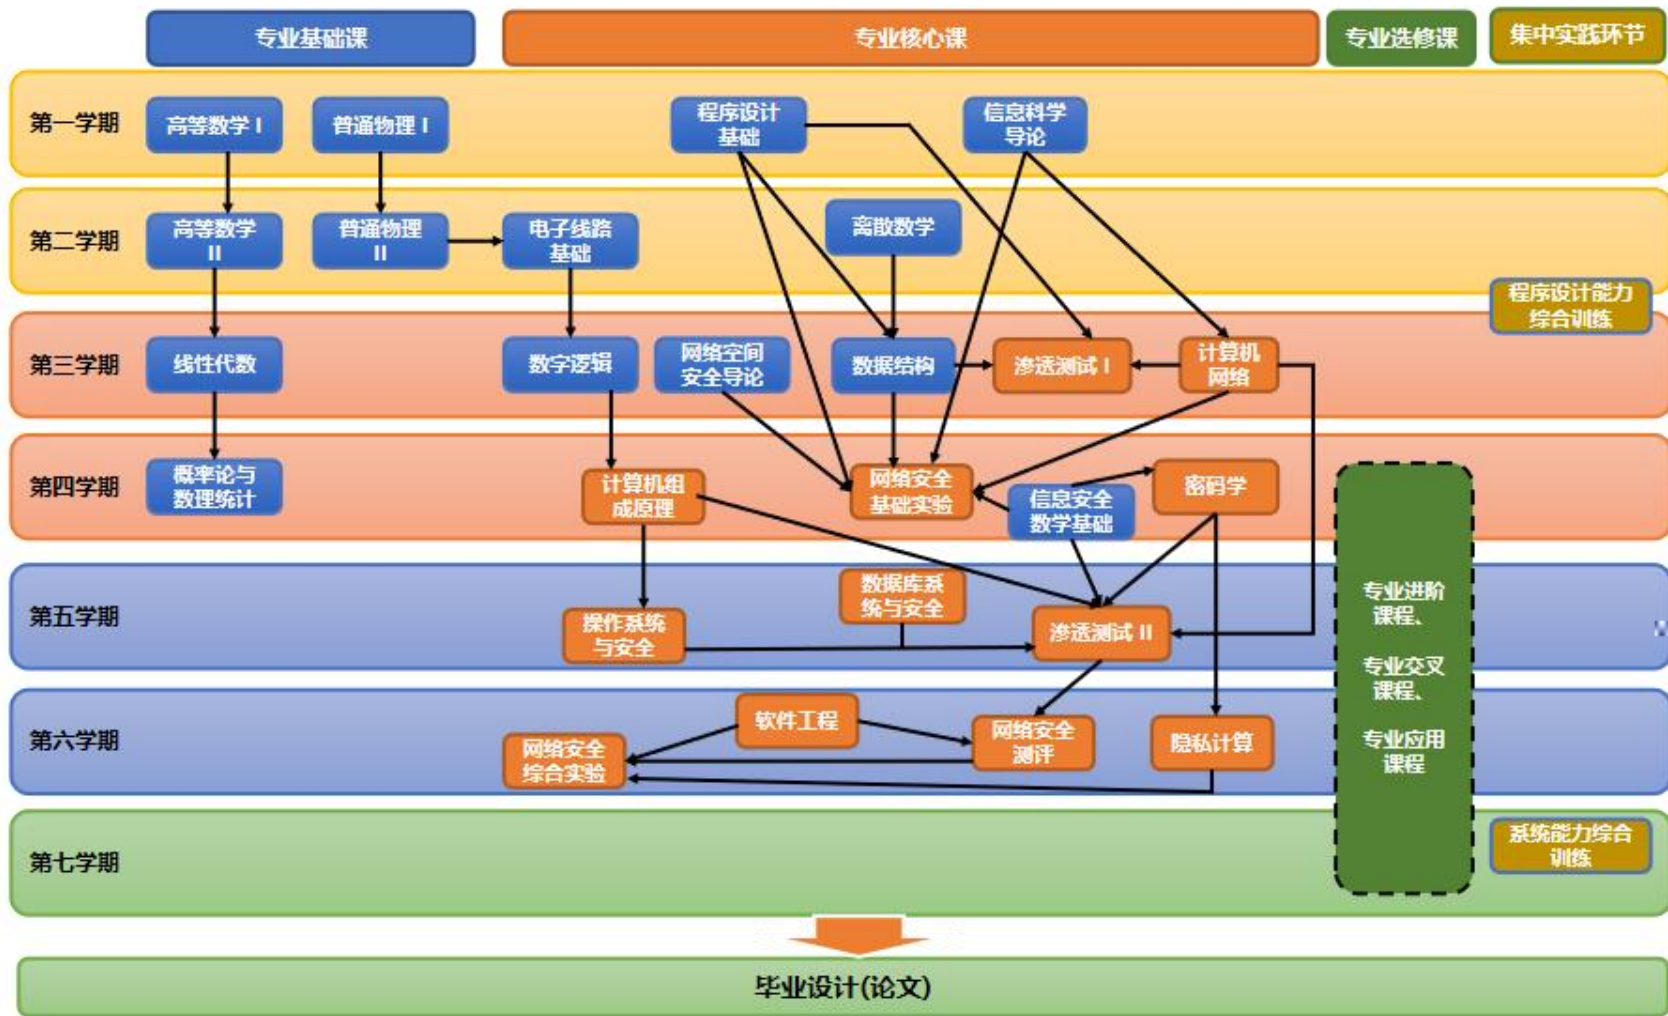 专业基础课
专业核心课
专业选修课
集中实践环节
第一学期
高等数学 I
普通物理 I
程序设计
基础
信息科学
导论
第二学期
高等数学
II
普通物理
II
电子线路
基础
离散数学
程序设计能力
综合训练
第三学期
线性代数
数字逻辑
网络空间
安全导论
数据结构
渗透测试 I
计算机
网络
第四学期
概率论与
数理统计
计算机组
成原理
网络安全
基础实验
信息安全
数学基础
密码学
第五学期
操作系统
与安全
数据库系
统与安全
渗透测试 II
专业进阶
课程、
专业交叉
课程、
专业应用
课程
第六学期
网络安全
综合实验
软件工程
网络安全
测评
隐私计算
第七学期
系统能力综合
训练
毕业设计(论文)